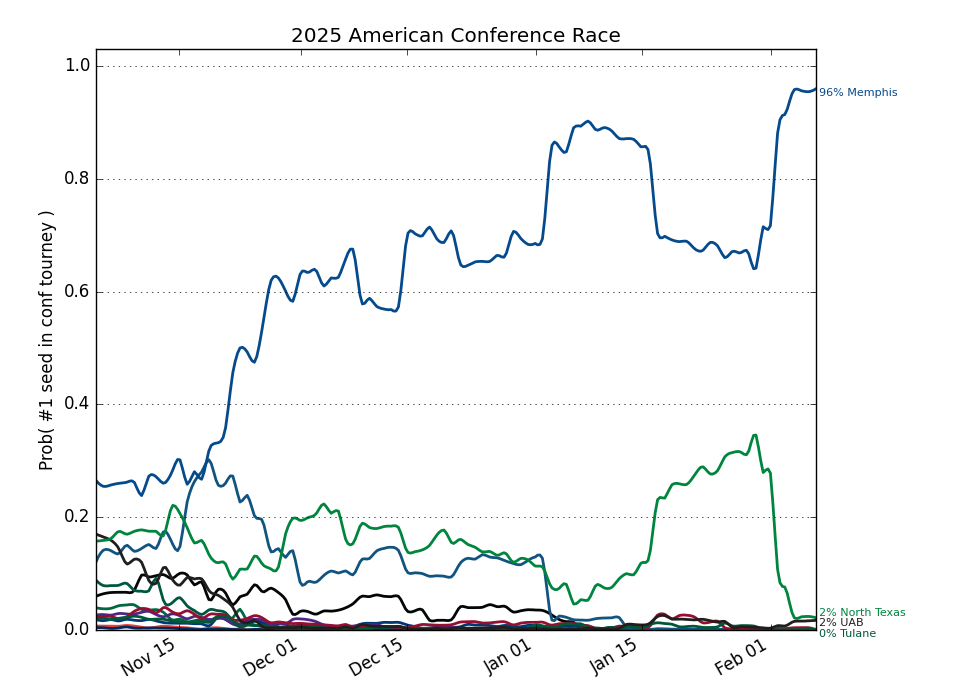 2025 American Conference Race
Prob( #1 seed in conf tourney )
1.0
0.8
0.6
0.4
0.2
0.0
96% Memphis
2% North Texas
2% UAB
0% Tulane
Nov 15
Dec 01
Dec 15
Jan 01
Jan 15
Feb 01